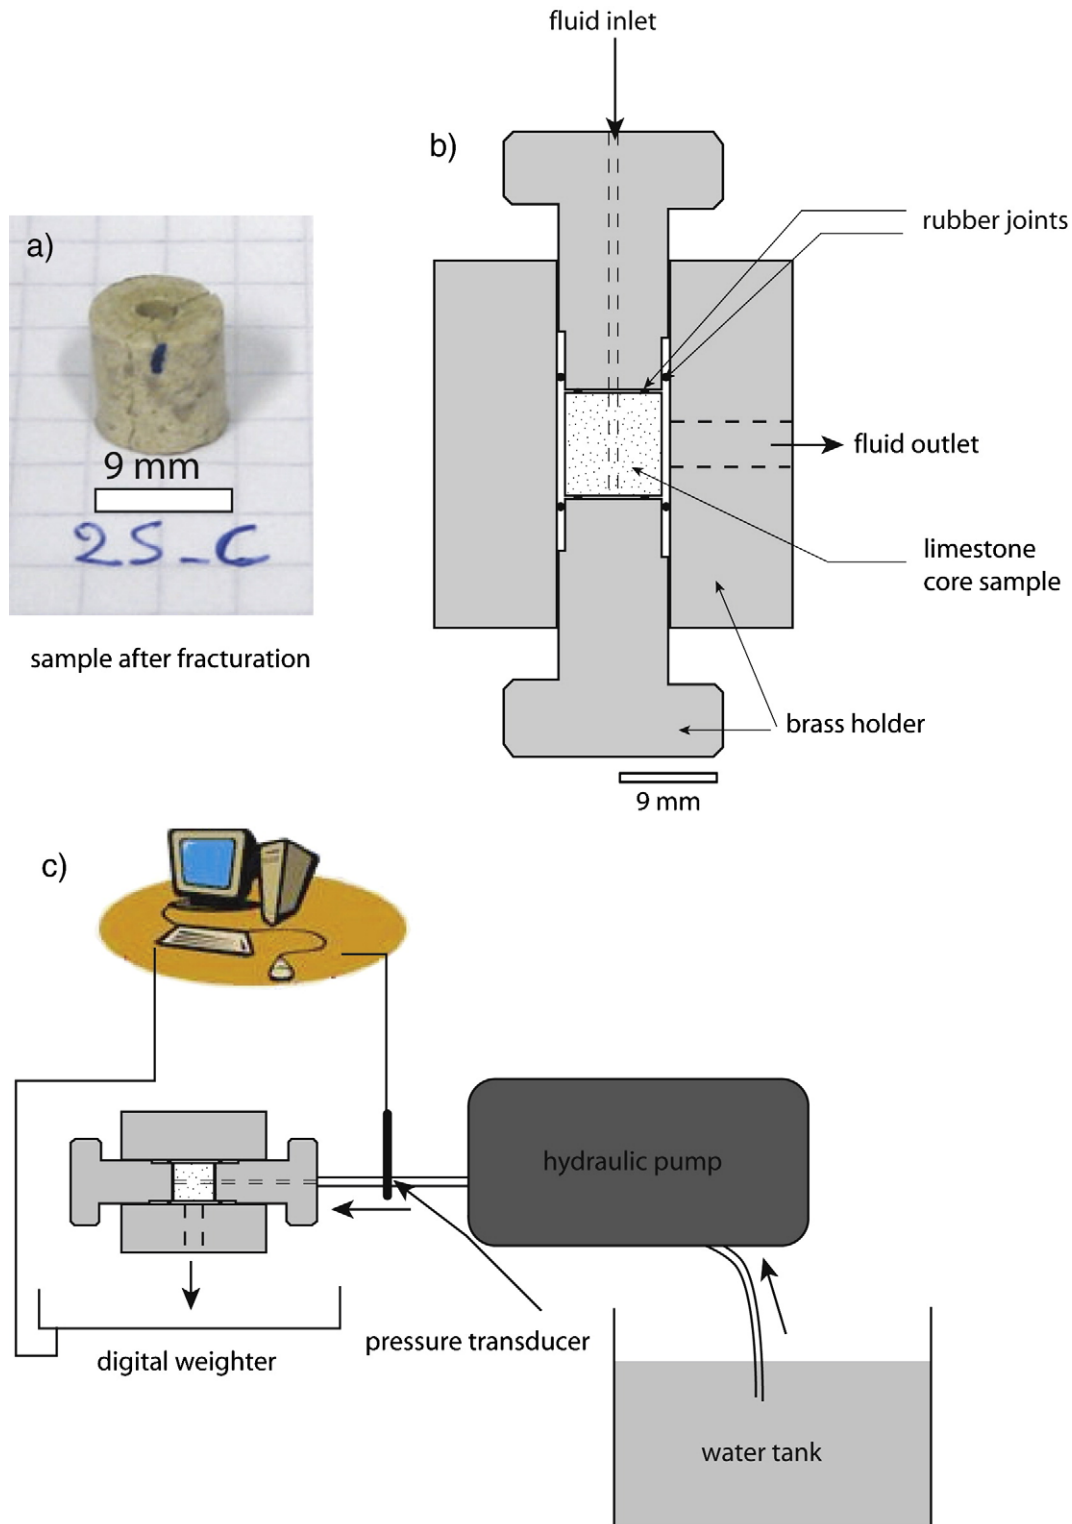 fluid inlet
b)
rubber joints
a)
9 mm
2S_C
sample after fracturation
fluid outlet
limestone
core sample
brass holder
9 mm
c)
hydraulic pump
pressure transducer
digital weighter
water tank